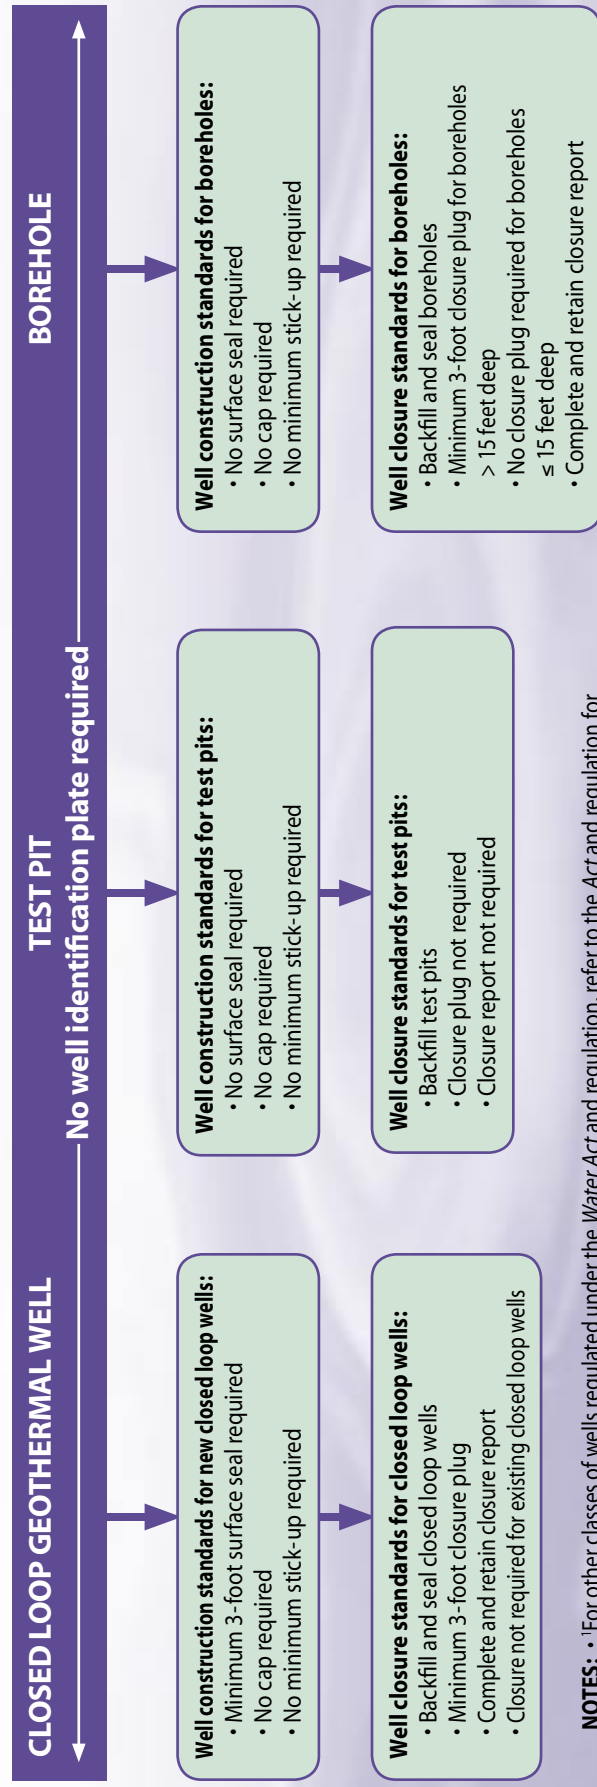 CLOSED LOOP GEOTHERMAL WELL
TEST PIT
BOREHOLE
No well identification plate required
Well construction standards for new closed loop wells:
• Minimum 3-foot surface seal required
• No cap required
• No minimum stick-up required
Well closure standards for closed loop wells:
• Backfill and seal closed loop wells
• Minimum 3-foot closure plug
• Complete and retain closure report
• Closure not required for existing closed loop wells
Well construction standards for test pits:
• No surface seal required
• No cap required
• No minimum stick-up required
Well closure standards for test pits:
• Backfill test pits
• Closure plug not required
• Closure report not required
Well construction standards for boreholes:
• No surface seal required
• No cap required
• No minimum stick-up required
Well closure standards for boreholes:
• Backfill and seal boreholes
• Minimum 3-foot closure plug for boreholes
> 15 feet deep
• No closure plug required for boreholes
≤ 15 feet deep
• Complete and retain closure report
NOTES: • ¹For other classes of wells regulated under the Water Act and regulation, refer to the Act and regulation for